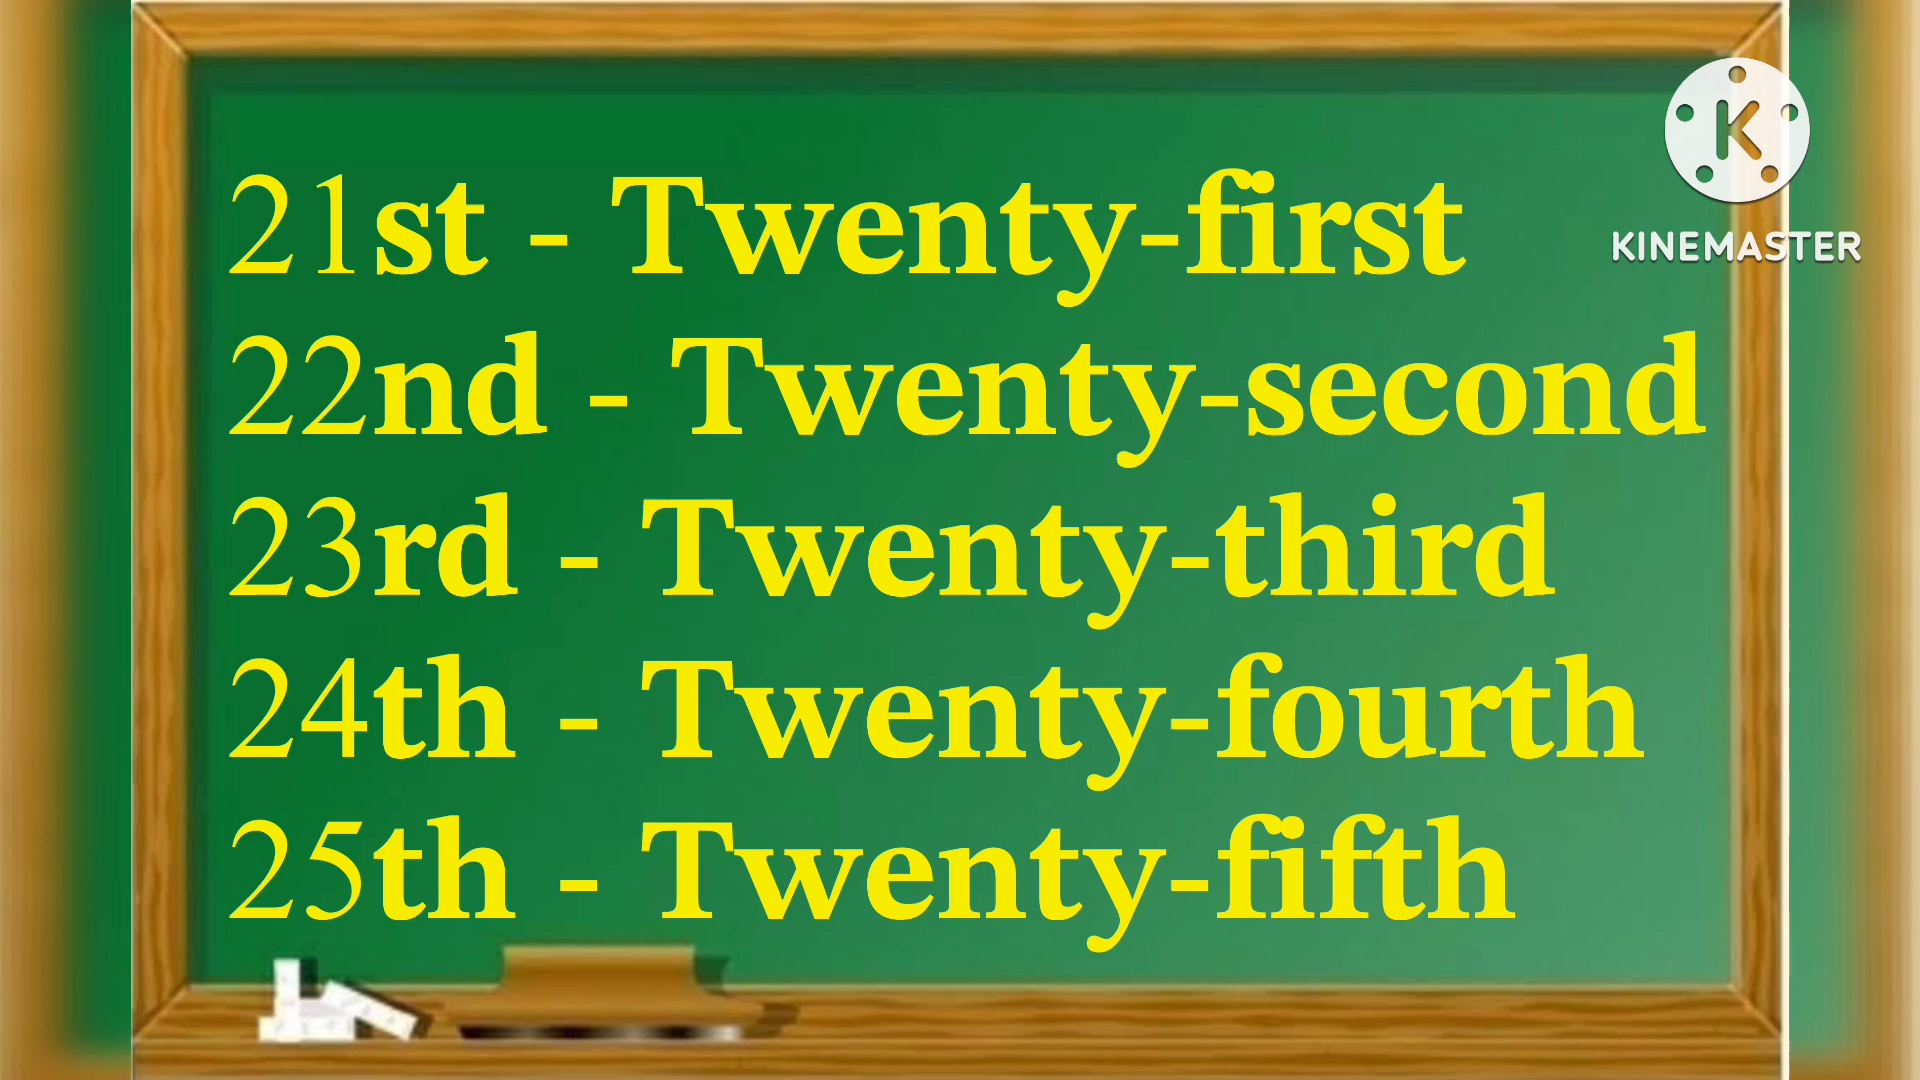 21st - Twenty-first
22nd - Twenty-second
23rd - Twenty-third
24th - Twenty-fourth
25th - Twenty-fifth
K
KINEMASTER